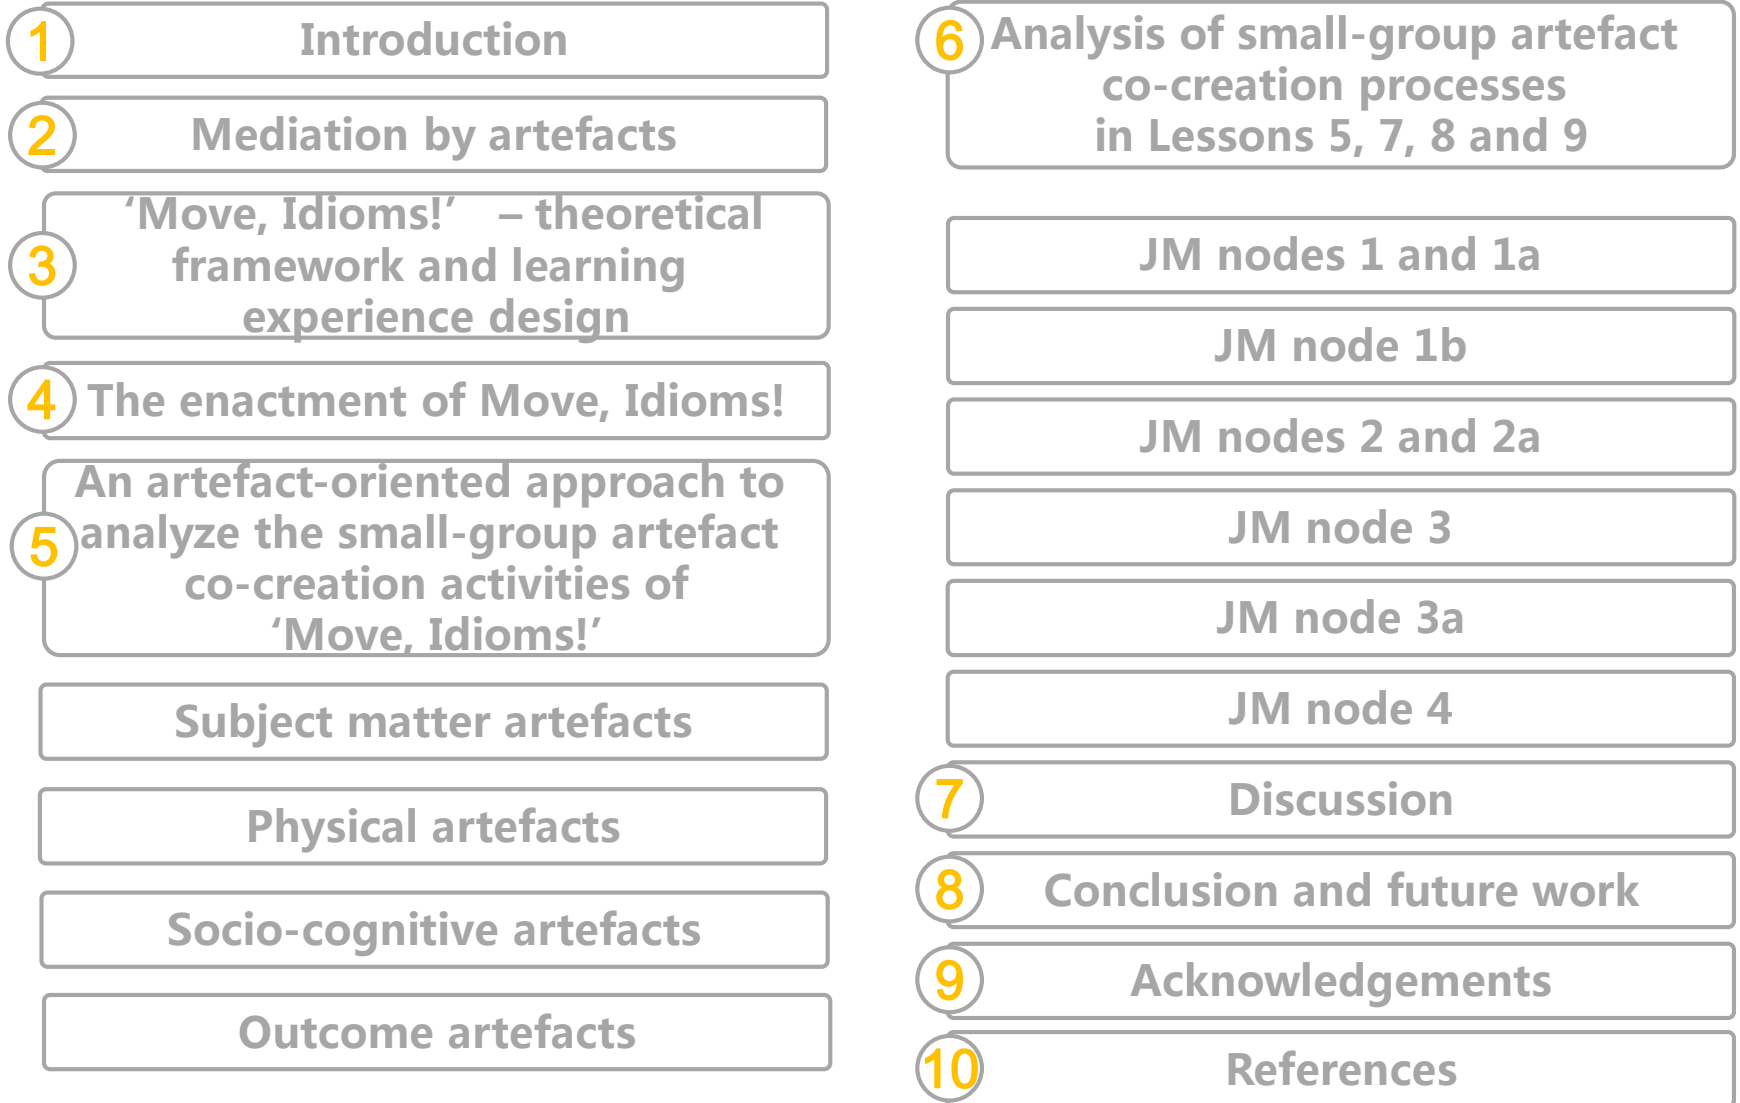 1 Introduction
2 Mediation by artefacts
‘Move, Idioms!’ – theoretical
3 framework and learning
experience design
4 The enactment of Move, Idioms!
An artefact-oriented approach to
5 analyze the small-group artefact
co-creation activities of
‘Move, Idioms!’
Subject matter artefacts
Physical artefacts
Socio-cognitive artefacts
Outcome artefacts
6 Analysis of small-group artefact
co-creation processes
in Lessons 5, 7, 8 and 9
JM nodes 1 and 1a
JM node 1b
JM nodes 2 and 2a
JM node 3
JM node 3a
JM node 4
7 Discussion
8 Conclusion and future work
9 Acknowledgements
10 References